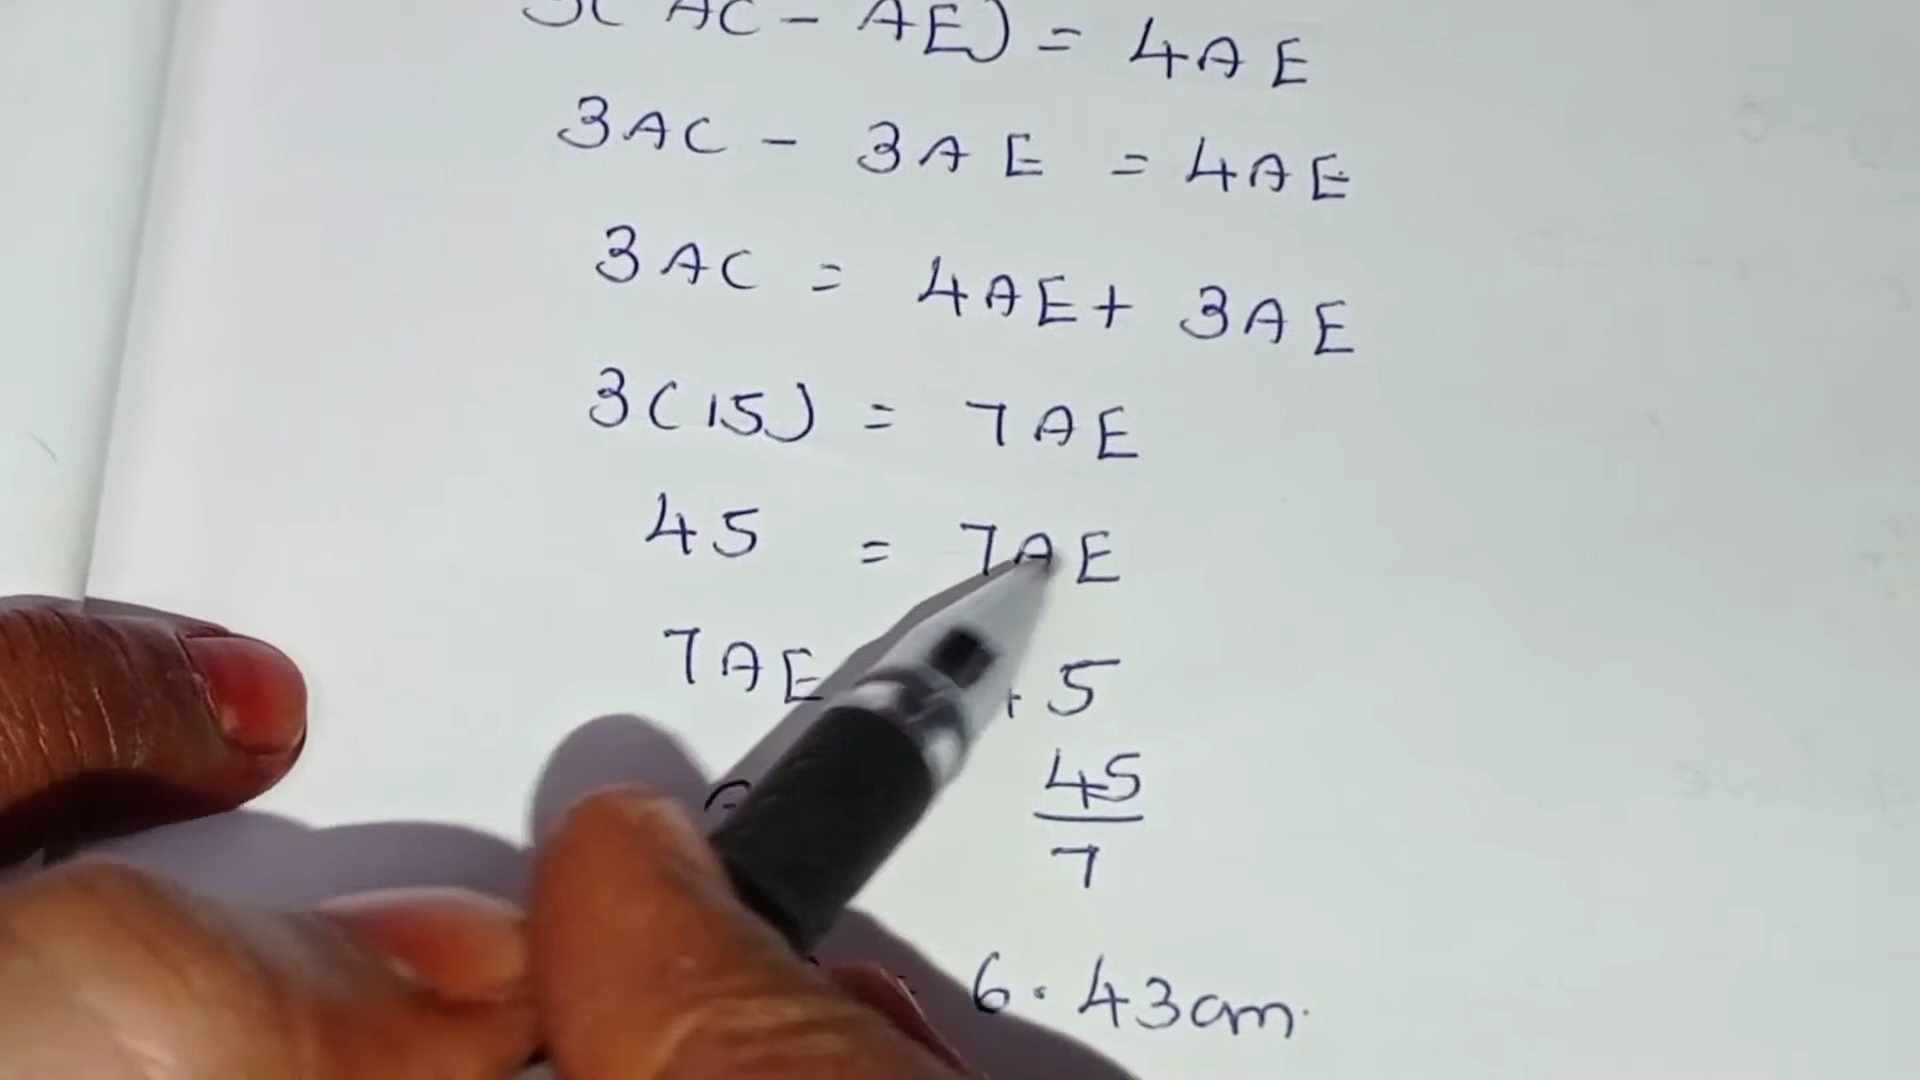 3(AC - AE) = 4AE
3AC - 3AE = 4AE
3AC = 4AE + 3AE
3(15) = 7AE
45 = 7AE
7AE 5
45
7
6.43cm.